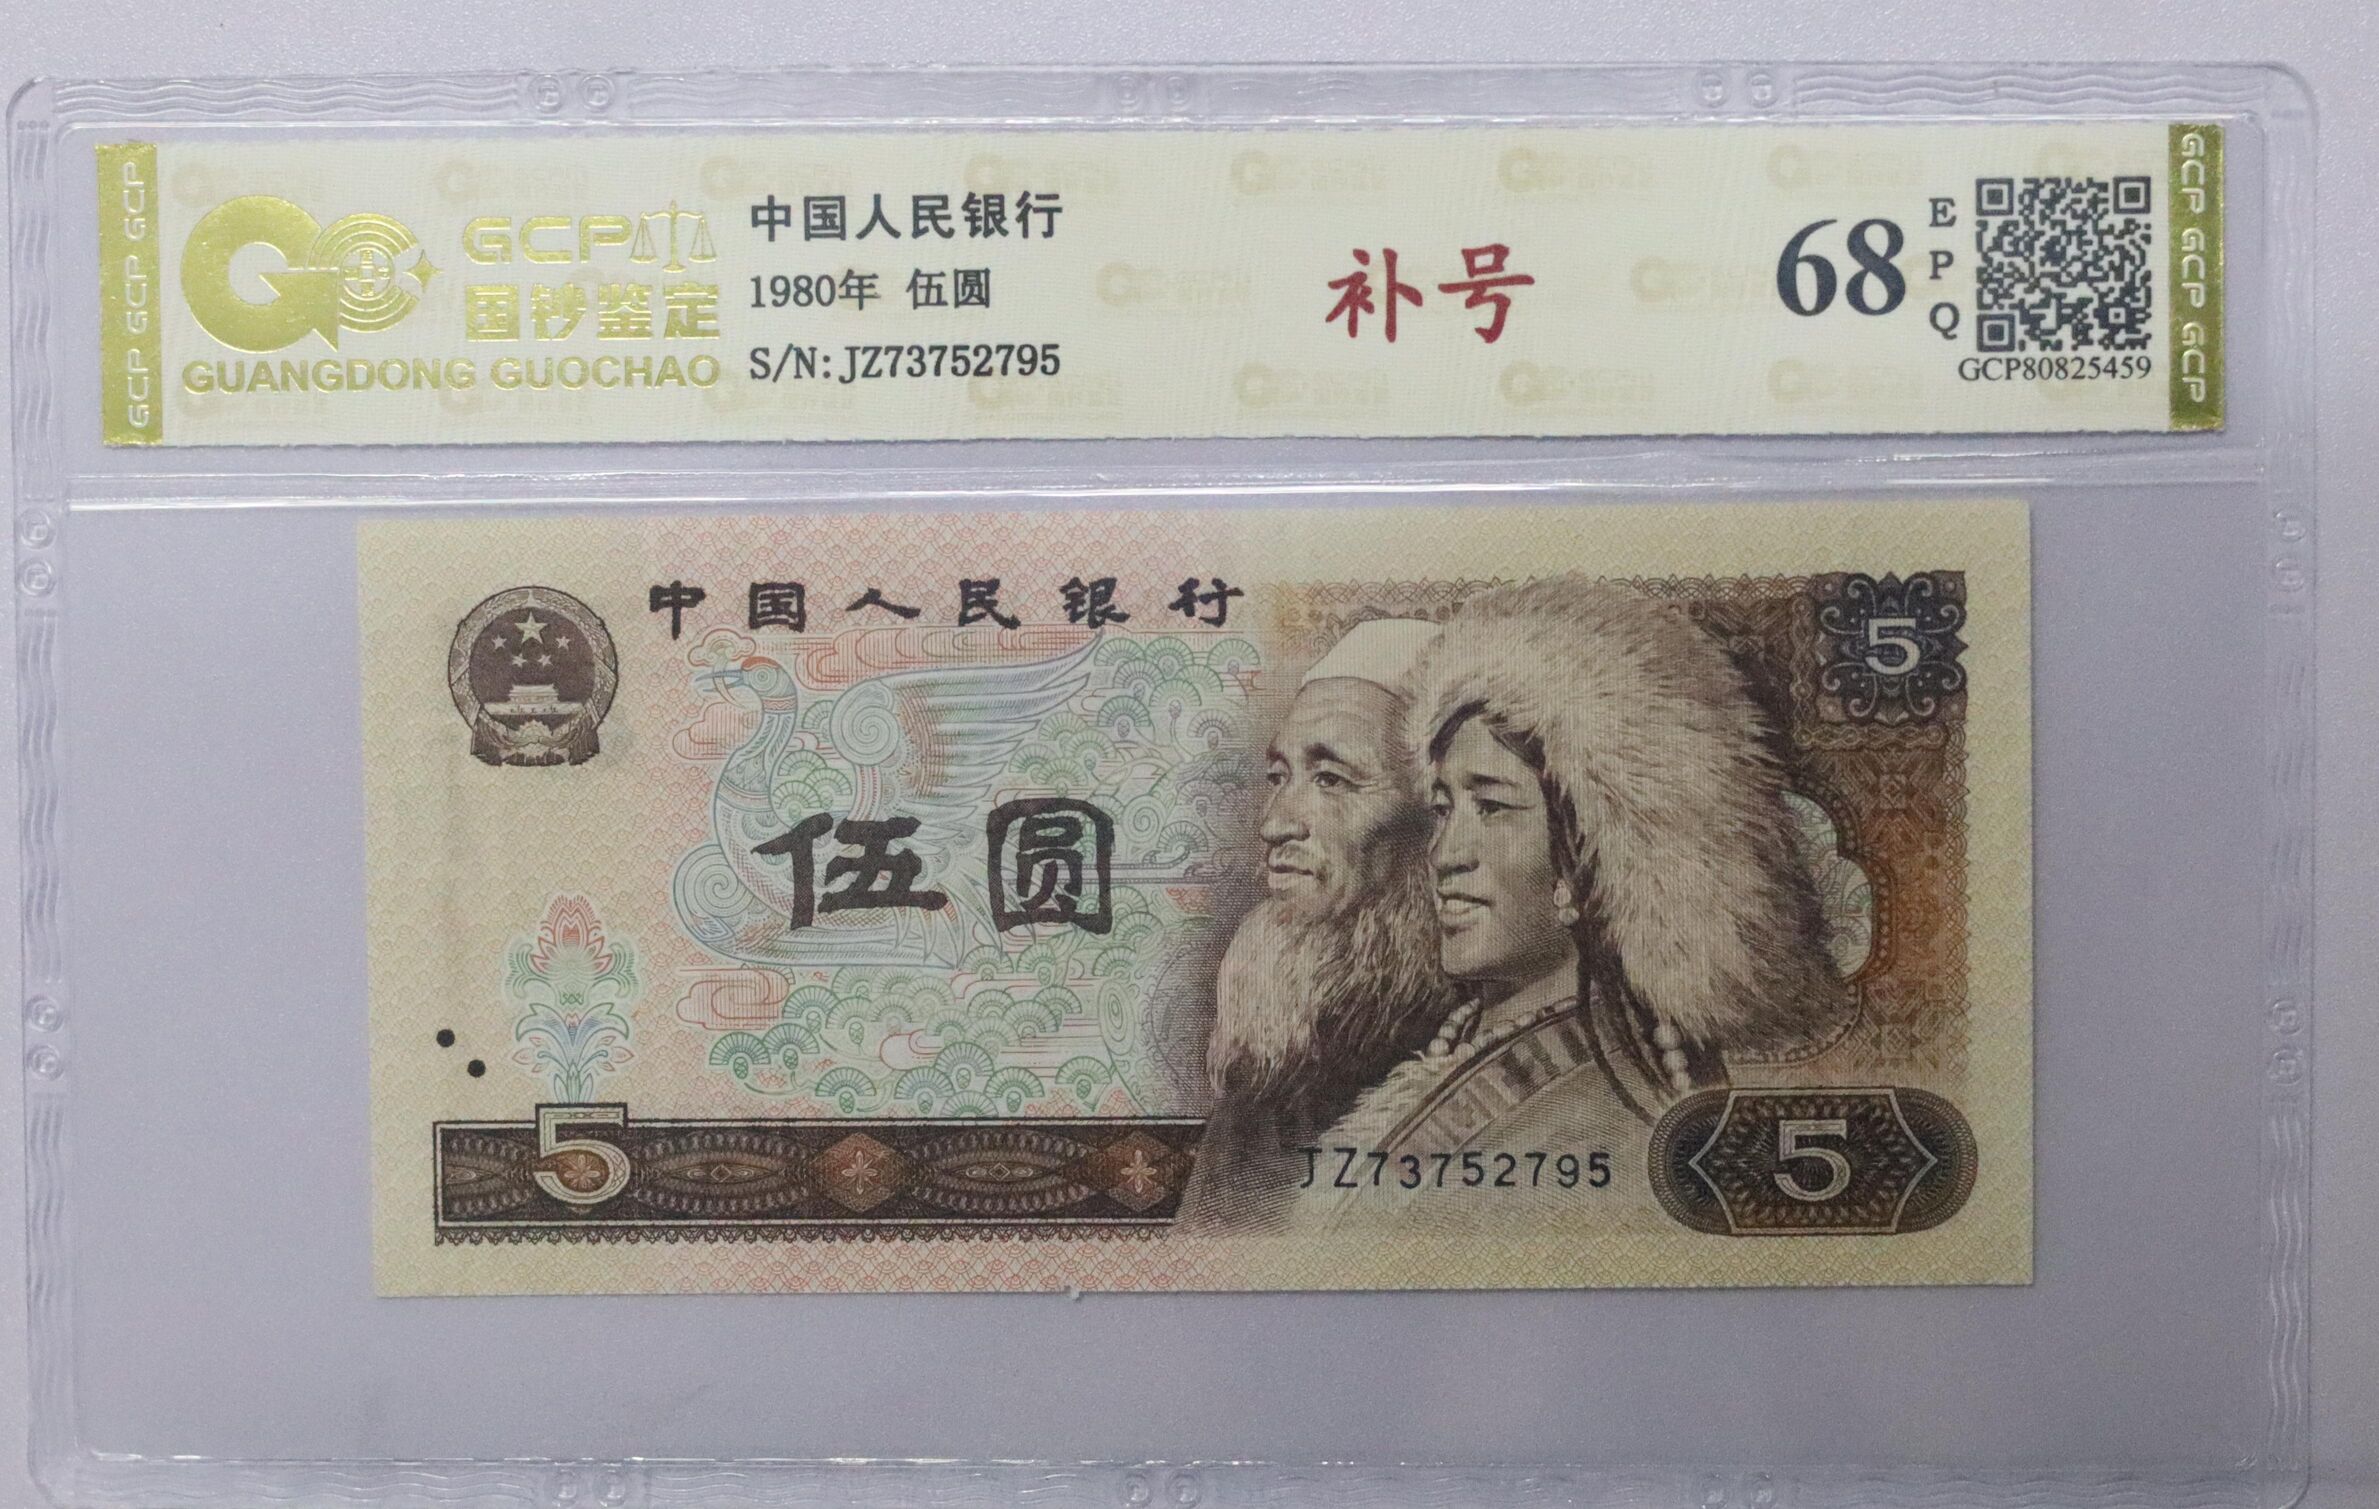 GCP GCP GCP
GCP
国钞鉴定
GUANGDONG GUOCHAO
中国人民银行
1980年 伍圆
S/N: JZ73752795
补号
68
EPQ
GCP80825459
GCP GCP GCP
中国人民银行
5
伍圆
5
JZ73752795
5